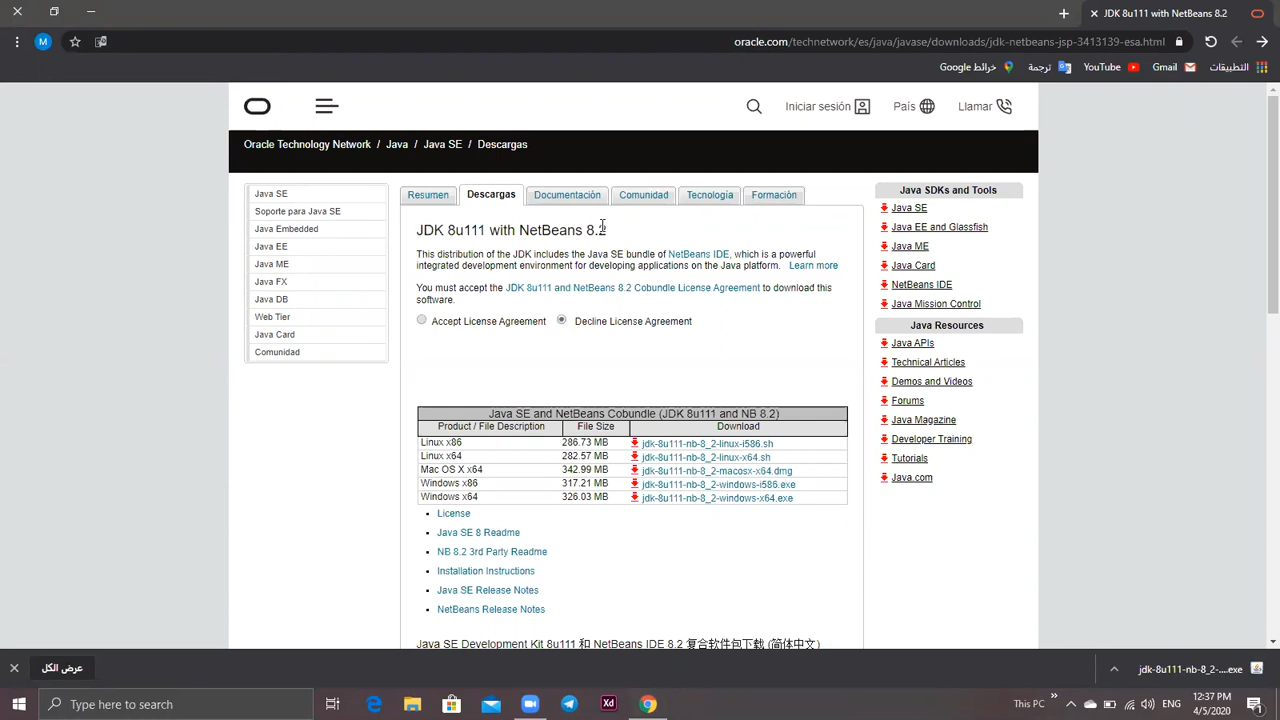 JDK 8u111 with NetBeans 8.2
oracle.com/technetwork/es/java/javase/downloads/jdk-netbeans-jsp-3413139-esa.html
M
خرائط Google
ترجمة
YouTube
Gmail
التطبيقات
Iniciar sesión
País
Llamar
Oracle Technology Network / Java / Java SE / Descargas
Java SE
Soporte para Java SE
Java Embedded
Java EE
Java ME
Java FX
Java DB
Web Tier
Java Card
Comunidad
Resumen
Descargas
Documentación
Comunidad
Tecnología
Formación
JDK 8u111 with NetBeans 8.2
This distribution of the JDK includes the Java SE bundle of NetBeans IDE, which is a powerful
integrated development environment for developing applications on the Java platform. Learn more
You must accept the JDK 8u111 and NetBeans 8.2 Cobundle License Agreement to download this
software.
Accept License Agreement Decline License Agreement
Java SE and NetBeans Cobundle (JDK 8u111 and NB 8.2)
Product / File Description File Size Download
Linux x86 286.73 MB jdk-8u111-nb-8_2-linux-i586.sh
Linux x64 282.57 MB jdk-8u111-nb-8_2-linux-x64.sh
Mac OS X x64 342.99 MB jdk-8u111-nb-8_2-macosx-x64.dmg
Windows x86 317.21 MB jdk-8u111-nb-8_2-windows-i586.exe
Windows x64 326.03 MB jdk-8u111-nb-8_2-windows-x64.exe
License
Java SE 8 Readme
NB 8.2 3rd Party Readme
Installation Instructions
Java SE Release Notes
NetBeans Release Notes
Java SE Development Kit 8u111 和 NetBeans IDE 8.2 复合软件包下载 (简体中文)
Java SDKs and Tools
Java SE
Java EE and Glassfish
Java ME
Java Card
NetBeans IDE
Java Mission Control
Java Resources
Java APIs
Technical Articles
Demos and Videos
Forums
Java Magazine
Developer Training
Tutorials
Java.com
عرض الكل
jdk-8u111-nb-8_2-....exe
Type here to search
Xd
This PC
ENG
12:37 PM
4/5/2020
1